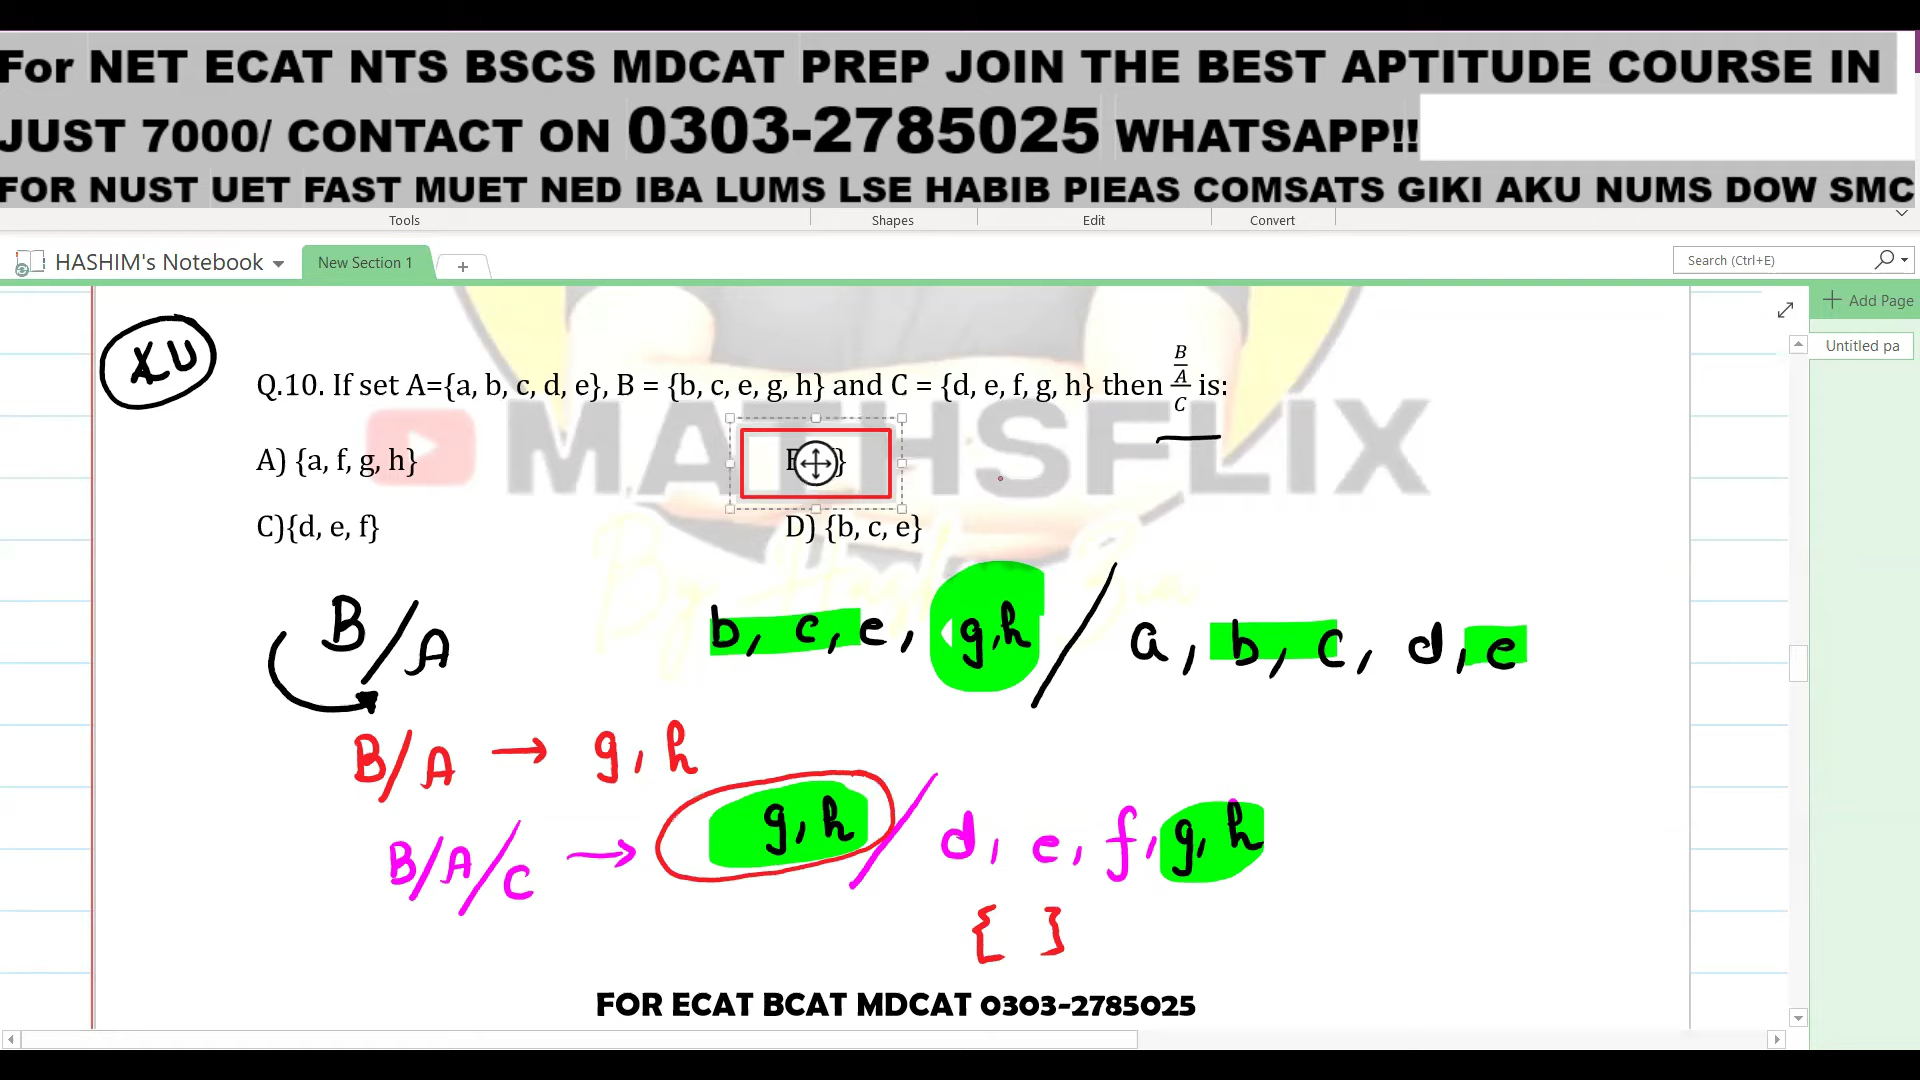 For NET ECAT NTS BSCS MDCAT PREP JOIN THE BEST APTITUDE COURSE IN
JUST 7000/ CONTACT ON 0303-2785025 WHATSAPP!!
FOR NUST UET FAST MUET NED IBA LUMS LSE HABIB PIEAS COMSATS GIKI AKU NUMS DOW SMC
Tools Shapes Edit Convert
HASHIM's Notebook New Section 1 + Search (Ctrl+E)
Add Page
Untitled pa
Q.10. If set A={a, b, c, d, e}, B = {b, c, e, g, h} and C = {d, e, f, g, h} then B/A/C is:
MATHSFLIX
A) {a, f, g, h}
C){d, e, f} D) {b, c, e}
B/A b, c, e, g,h / a, b, c, d, e
B/A → g,h
B/A/C → g,h / d, e, f, g,h
{ }
FOR ECAT BCAT MDCAT 0303-2785025